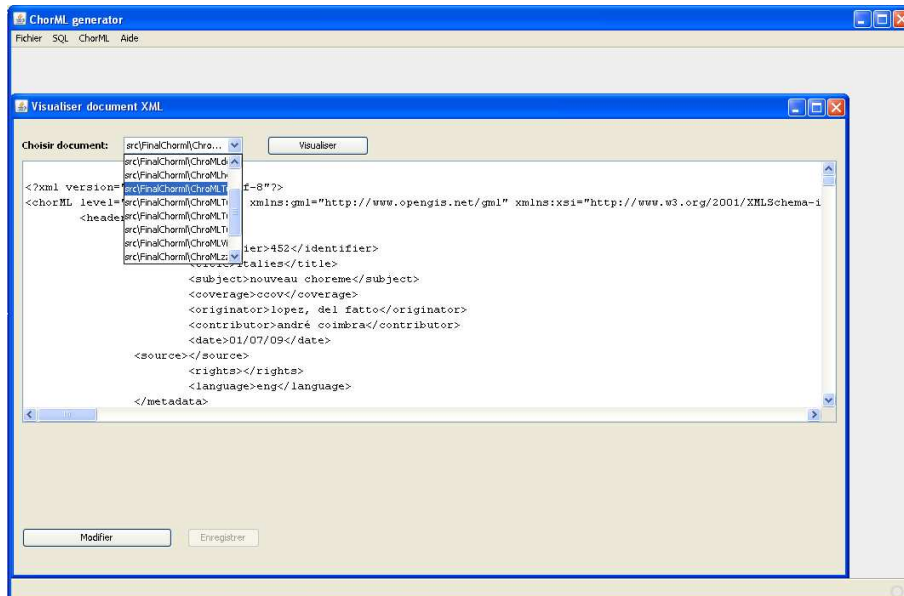 ChorML generator
Fichier SQL ChorML Aide
Visualiser document XML
Choisir document: src\FinalChorml\Chro... Visualiser
src\FinalChorml\ChroMLd
src\FinalChorml\ChroMLh
<?xml version=" src\FinalChorml\ChroMLT f-8"?>
<chorML level=" src\FinalChorml\ChroMLT xmlns:gml="http://www.opengis.net/gml" xmlns:xsi="http://www.w3.org/2001/XMLSchema-i
<header src\FinalChorml\ChroMLT
src\FinalChorml\ChroMLT
src\FinalChorml\ChroMLVi ier>452</identifier>
src\FinalChorml\ChroMLz
<title>italies</title>
<subject>nouveau choreme</subject>
<coverage>ccov</coverage>
<originator>lopez, del fatto</originator>
<contributor>andré coimbra</contributor>
<date>01/07/09</date>
<source></source>
<rights></rights>
<language>eng</language>
</metadata>
Modifier Enregistrer